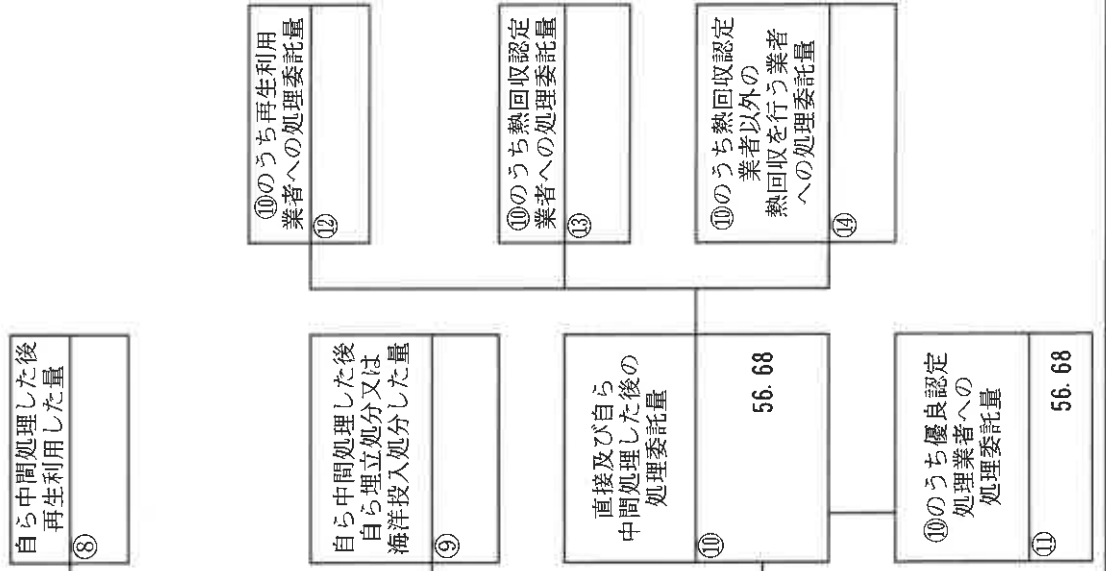 自ら中間処理した後
再生利用した量
⑧
自ら中間処理した後
自ら埋立処分又は
海洋投入処分した量
⑨
直接及び自ら
中間処理した後の
処理委託量
⑩
56.68
⑩のうち優良認定
処理業者への
処理委託量
⑪
56.68
⑩のうち再生利用
業者への処理委託量
⑫
⑩のうち熱回収認定
業者への処理委託量
⑬
⑩のうち熱回収認定
業者以外の
熱回収を行う業者
への処理委託量
⑭